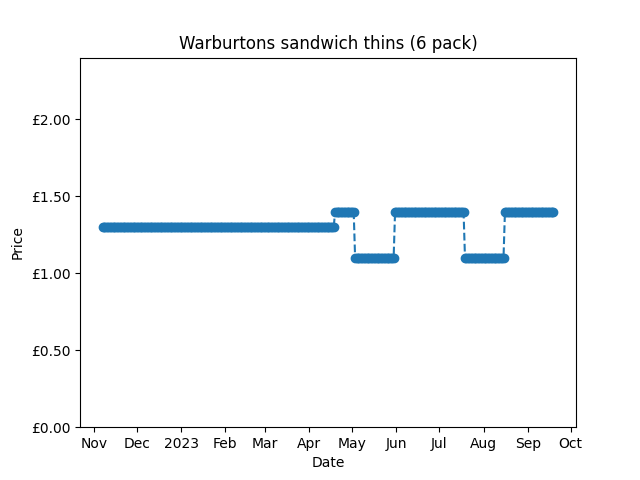 Warburtons sandwich thins (6 pack)
£2.00
£1.50
£1.00
£0.50
£0.00
Price
Nov Dec 2023 Feb Mar Apr May Jun Jul Aug Sep Oct
Date